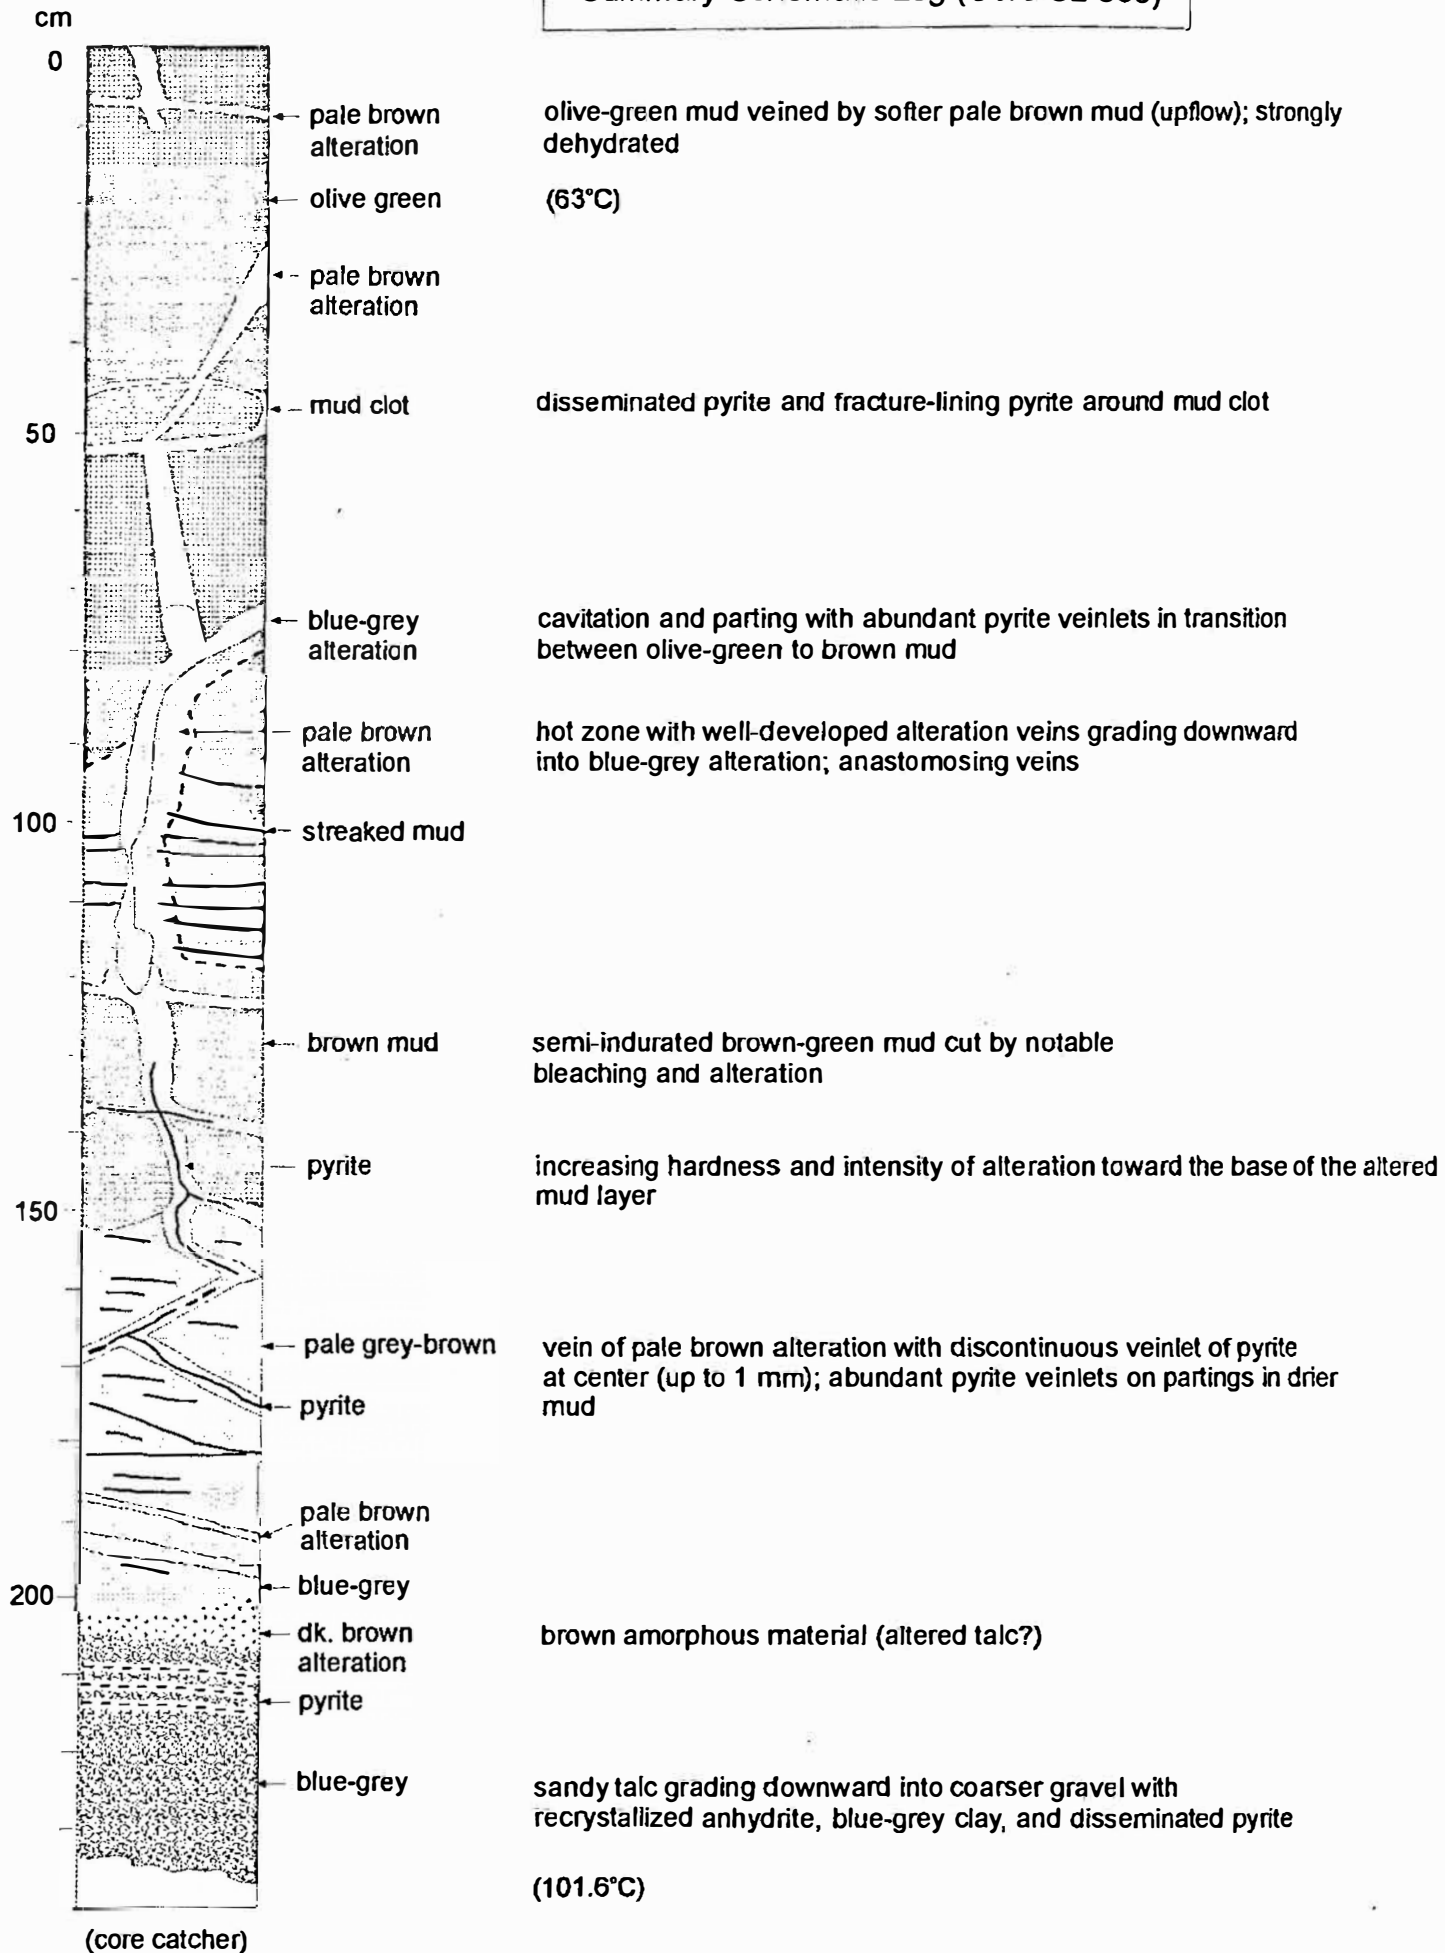 cm
0
pale brown
alteration
olive-green mud veined by softer pale brown mud (upflow); strongly
dehydrated
olive green
(63°C)
pale brown
alteration
mud clot
disseminated pyrite and fracture-lining pyrite around mud clot
50
blue-grey
alteration
cavitation and parting with abundant pyrite veinlets in transition
between olive-green to brown mud
pale brown
alteration
hot zone with well-developed alteration veins grading downward
into blue-grey alteration; anastomosing veins
100
streaked mud
brown mud
semi-indurated brown-green mud cut by notable
bleaching and alteration
pyrite
increasing hardness and intensity of alteration toward the base of the altered
mud layer
150
pale grey-brown
vein of pale brown alteration with discontinuous veinlet of pyrite
at center (up to 1 mm); abundant pyrite veinlets on partings in drier
mud
pyrite
pale brown
alteration
blue-grey
200
dk. brown
alteration
brown amorphous material (altered talc?)
pyrite
blue-grey
sandy talc grading downward into coarser gravel with
recrystallized anhydrite, blue-grey clay, and disseminated pyrite
(101.6°C)
(core catcher)